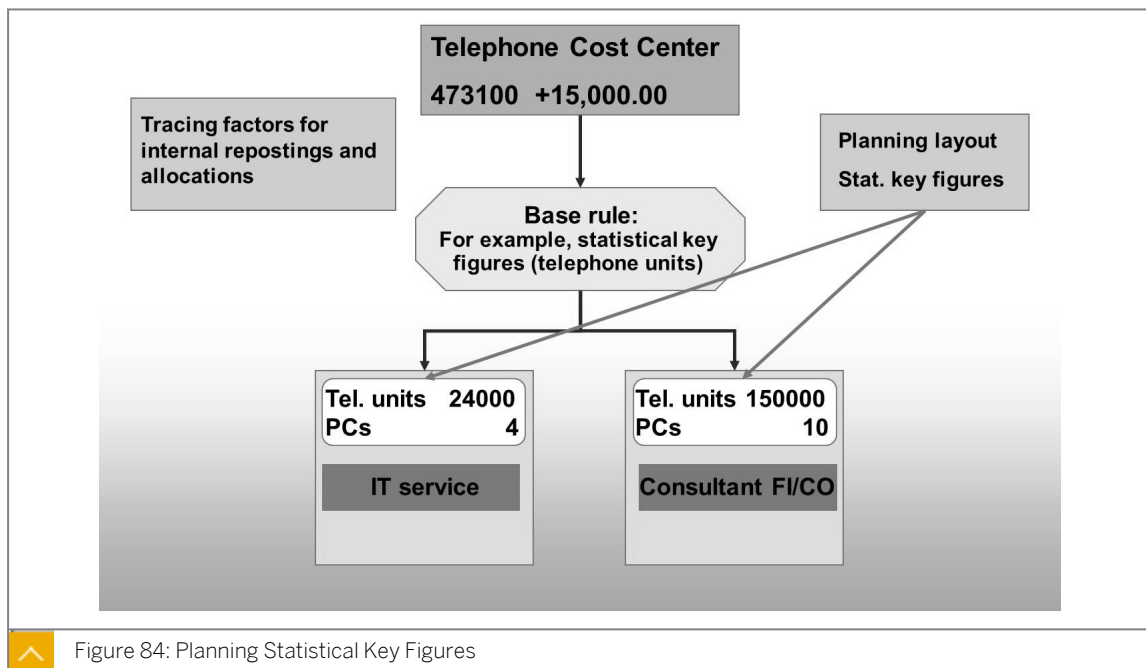 Telephone Cost Center
473100 +15,000.00
Tracing factors for
internal repostings and
allocations
Planning layout
Stat. key figures
Base rule:
For example, statistical key
figures (telephone units)
Tel. units 24000
PCs 4
IT service
Tel. units 150000
PCs 10
Consultant FI/CO
Figure 84: Planning Statistical Key Figures